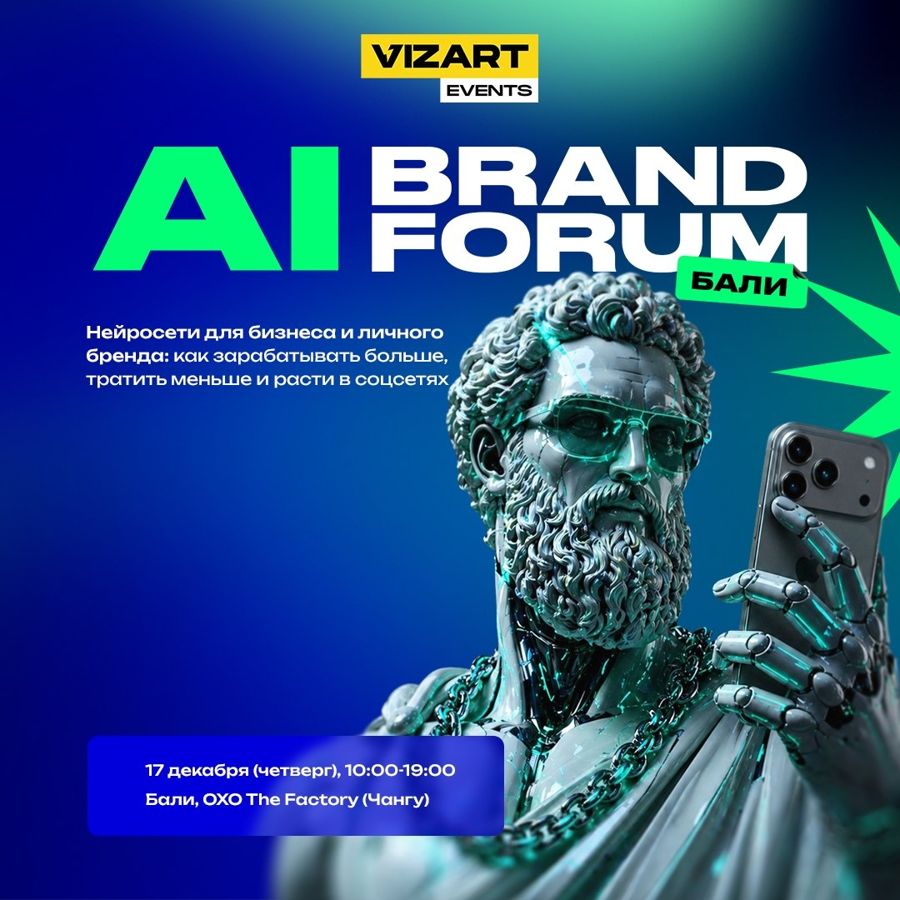 VIZART
EVENTS
AI BRAND
FORUM
БАЛИ
Нейросети для бизнеса и личного
бренда: как зарабатывать больше,
тратить меньше и расти в соцсетях
17 декабря (четверг), 10:00-19:00
Бали, OXO The Factory (Чангу)